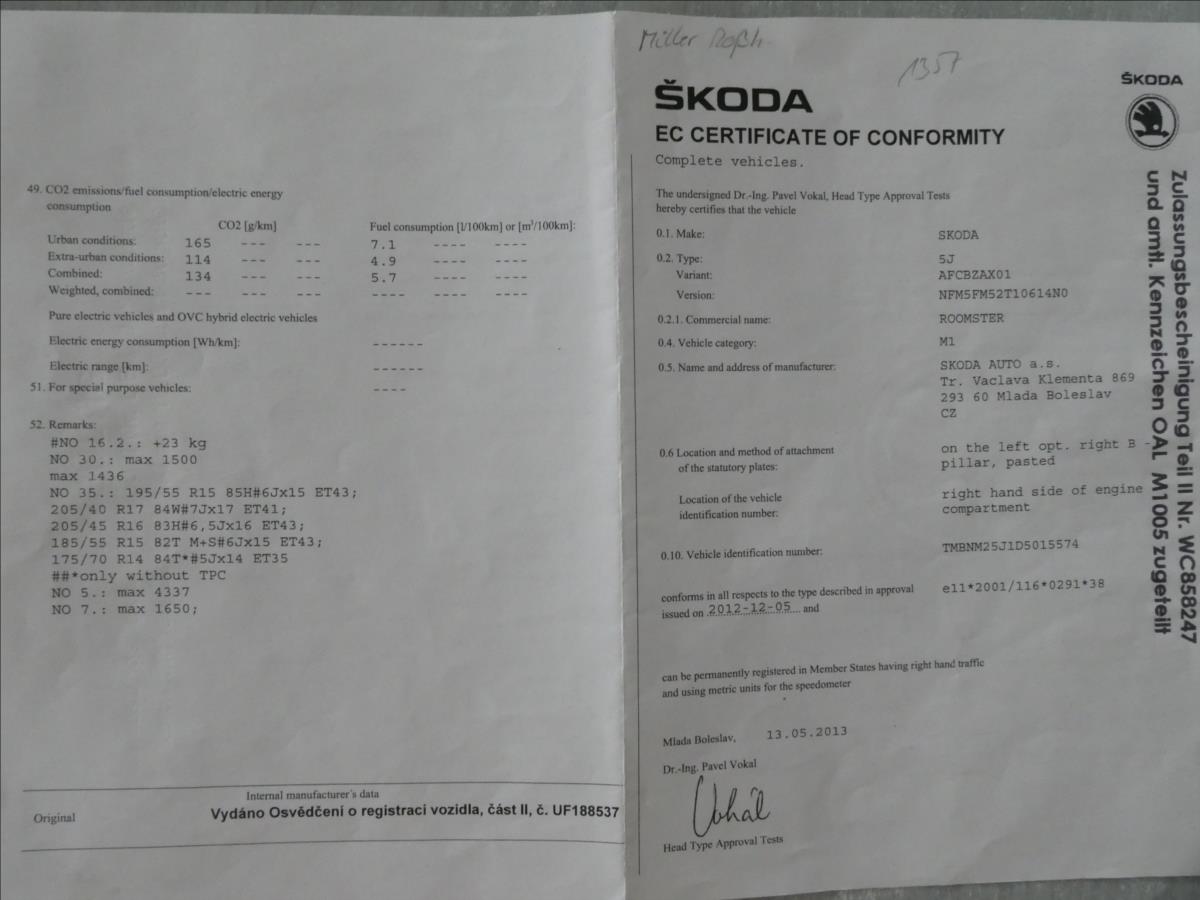 49. CO2 emissions/fuel consumption/electric energy
consumption
CO2 [g/km] Fuel consumption [l/100km] or [m³/100km]:
Urban conditions: 165 --- --- 7.1 ---- ----
Extra-urban conditions: 114 --- --- 4.9 ---- ----
Combined: 134 --- --- 5.7 ---- ----
Weighted, combined: --- --- --- ---- ---- ----
Pure electric vehicles and OVC hybrid electric vehicles
Electric energy consumption [Wh/km]: ------
Electric range [km]: ------
51. For special purpose vehicles: ----
52. Remarks:
#NO 16.2.: +23 kg
NO 30.: max 1500
max 1436
NO 35.: 195/55 R15 85H#6Jx15 ET43;
205/40 R17 84W#7Jx17 ET41;
205/45 R16 83H#6,5Jx16 ET43;
185/55 R15 82T M+S#6Jx15 ET43;
175/70 R14 84T*#5Jx14 ET35
##*only without TPC
NO 5.: max 4337
NO 7.: max 1650;
Internal manufacturer's data
Original
Vydáno Osvědčení o registraci vozidla, část II, č. UF188537
Miller
1357
ŠKODA
ŠKODA
EC CERTIFICATE OF CONFORMITY
Complete vehicles.
The undersigned Dr.-Ing. Pavel Vokal, Head Type Approval Tests
hereby certifies that the vehicle
0.1. Make: SKODA
0.2. Type: 5J
Variant: AFCBZAX01
Version: NFM5FM52T10614N0
0.2.1. Commercial name: ROOMSTER
0.4. Vehicle category: M1
0.5. Name and address of manufacturer: SKODA AUTO a.s.
Tr. Vaclava Klementa 869
293 60 Mlada Boleslav
CZ
0.6 Location and method of attachment on the left opt. right B -
of the statutory plates: pillar, pasted
Location of the vehicle right hand side of engine
identification number: compartment
0.10. Vehicle identification number: TMBNM25J1D5015574
conforms in all respects to the type described in approval e11*2001/116*0291*38
issued on 2012-12-05 and
can be permanently registered in Member States having right hand traffic
and using metric units for the speedometer
Mlada Boleslav, 13.05.2013
Dr.-Ing. Pavel Vokal
Vokál
Head Type Approval Tests
Zulassungsbescheinigung Teil II Nr. WC858247
und amtl. Kennzeichen OAL M1005 zugeteilt